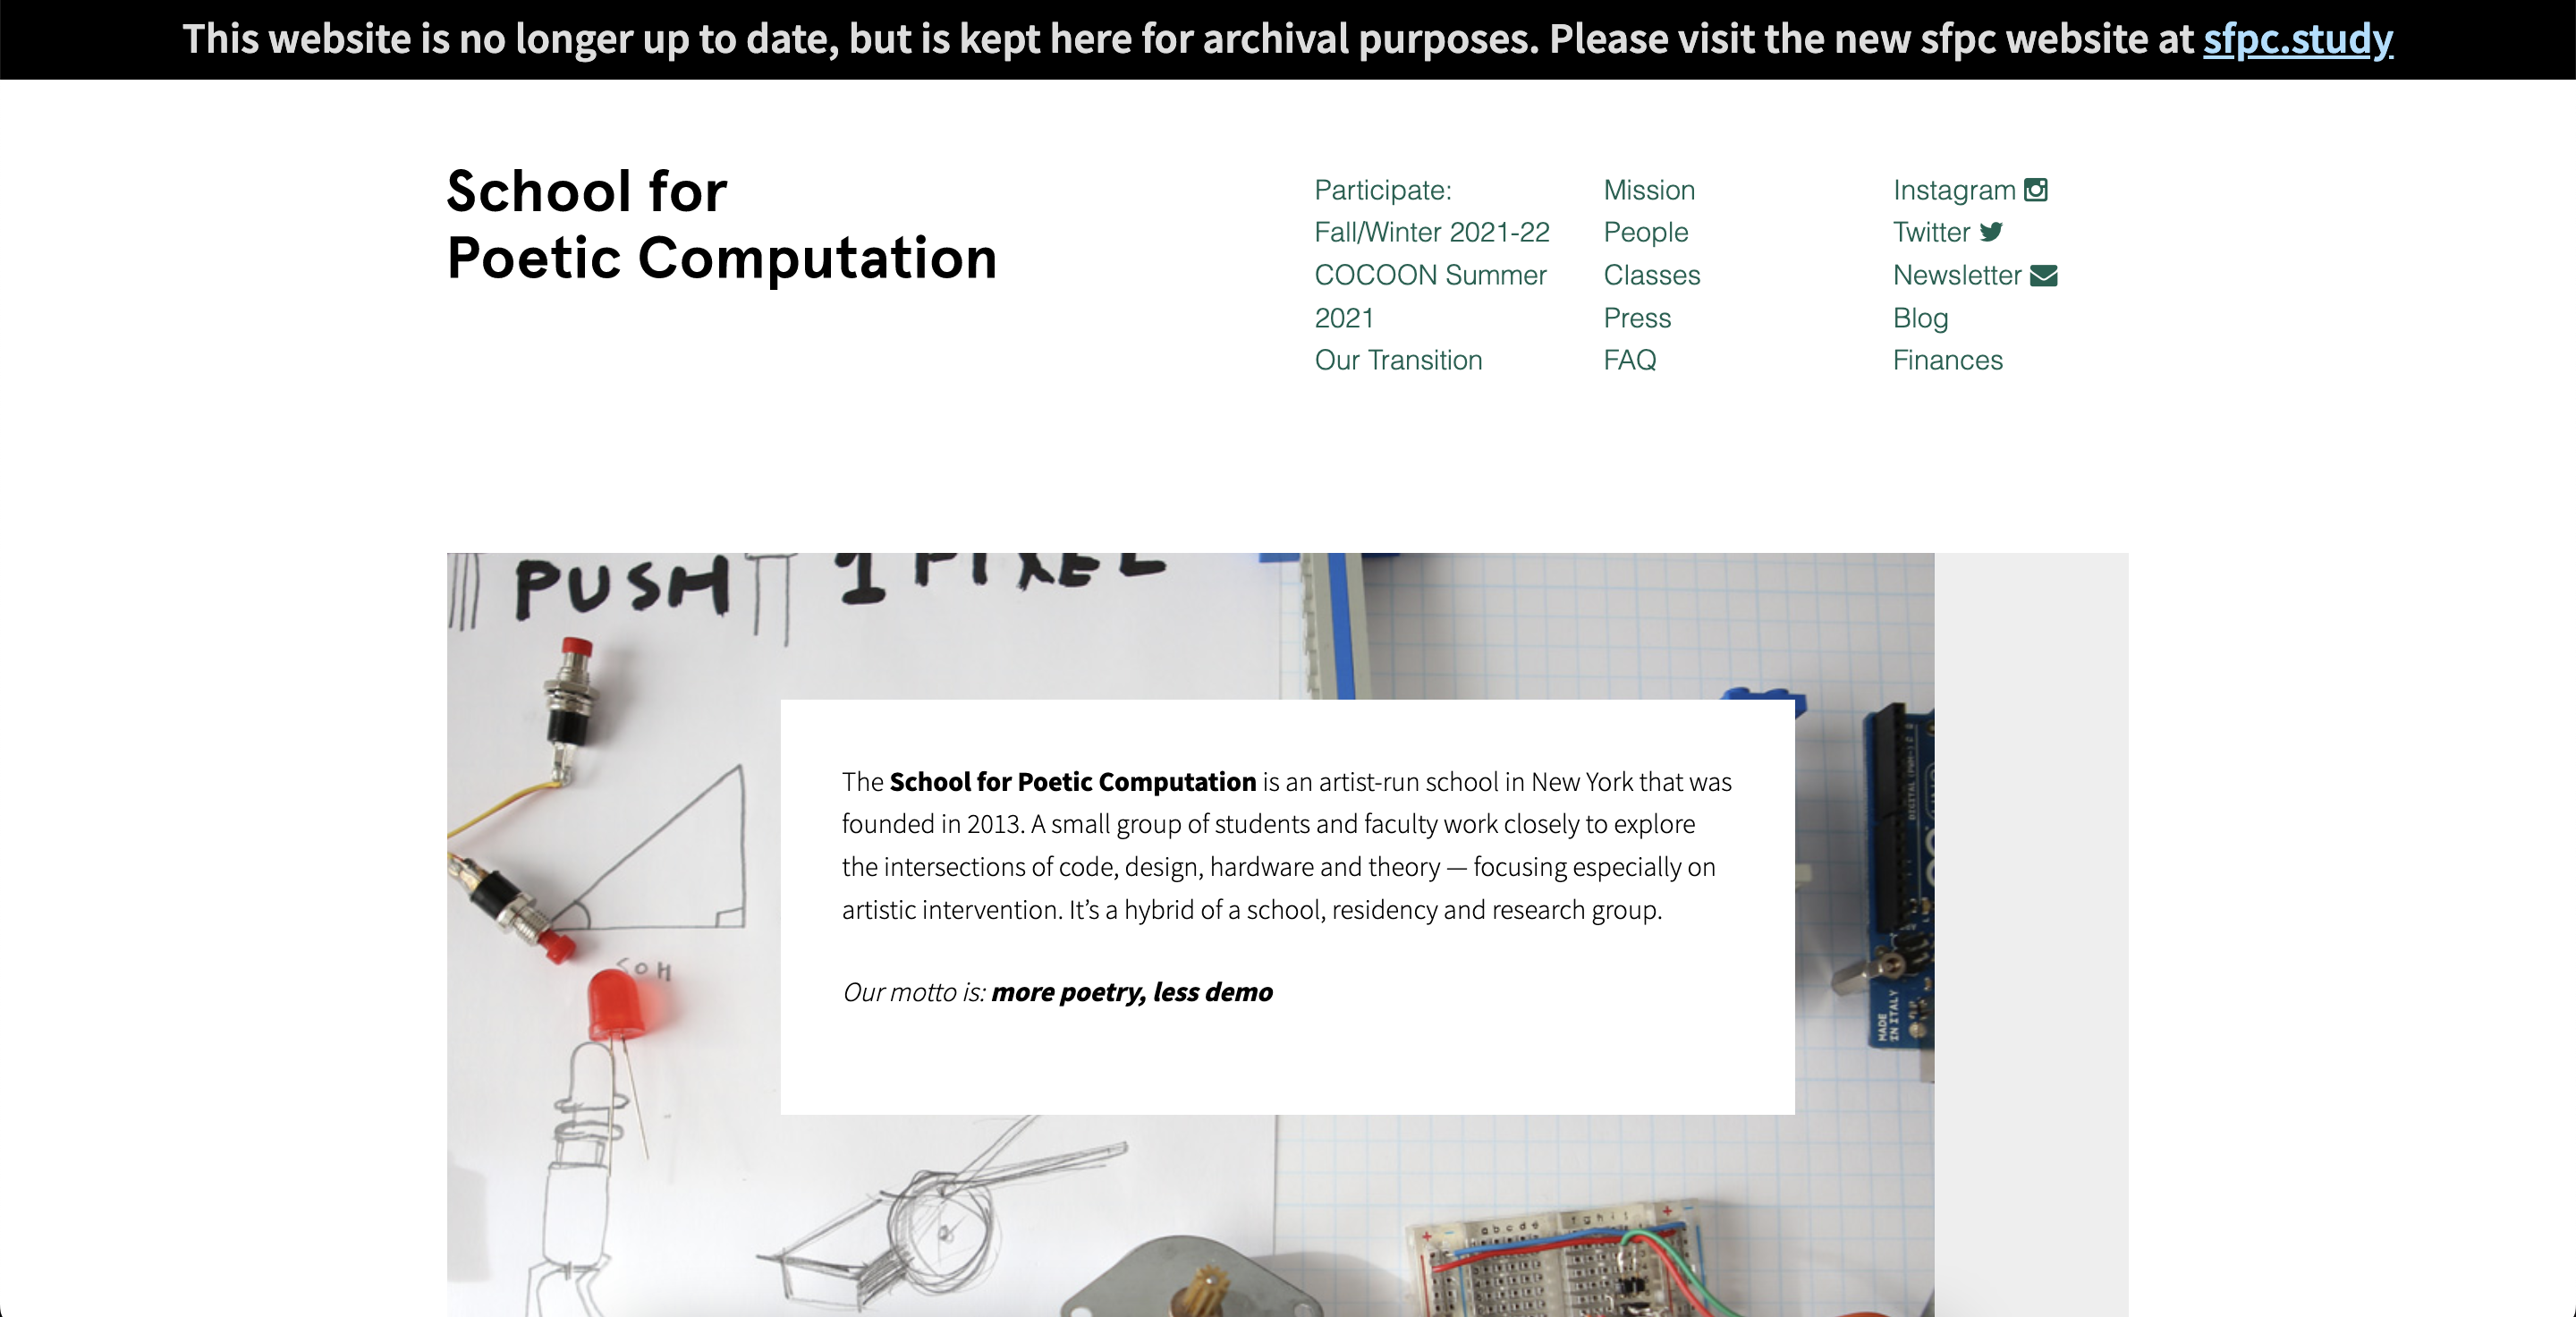 This website is no longer up to date, but is kept here for archival purposes. Please visit the new sfpc website at sfpc.study
School for
Poetic Computation
Participate:
Fall/Winter 2021-22
COCOON Summer
2021
Our Transition
Mission
People
Classes
Press
FAQ
Instagram
Twitter
Newsletter
Blog
Finances
PUSH 1 PIXEL
The School for Poetic Computation is an artist-run school in New York that was
founded in 2013. A small group of students and faculty work closely to explore
the intersections of code, design, hardware and theory — focusing especially on
artistic intervention. It’s a hybrid of a school, residency and research group.
Our motto is: more poetry, less demo
SOH
MADE
IN ITALY
a b c d e f g h i